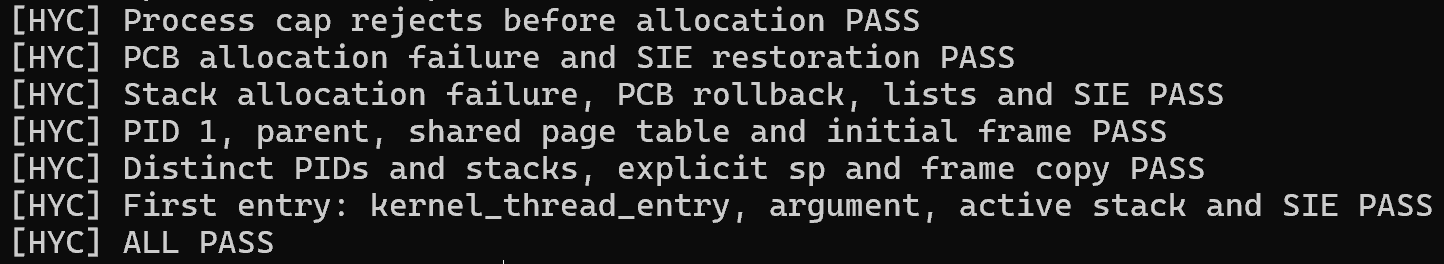 [HYC] Process cap rejects before allocation PASS
[HYC] PCB allocation failure and SIE restoration PASS
[HYC] Stack allocation failure, PCB rollback, lists and SIE PASS
[HYC] PID 1, parent, shared page table and initial frame PASS
[HYC] Distinct PIDs and stacks, explicit sp and frame copy PASS
[HYC] First entry: kernel_thread_entry, argument, active stack and SIE PASS
[HYC] ALL PASS